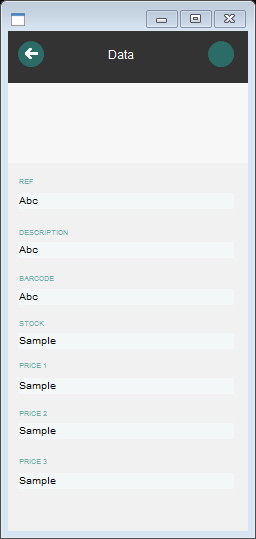 Data
REF
Abc
DESCRIPTION
Abc
BARCODE
Abc
STOCK
Sample
PRICE 1
Sample
PRICE 2
Sample
PRICE 3
Sample